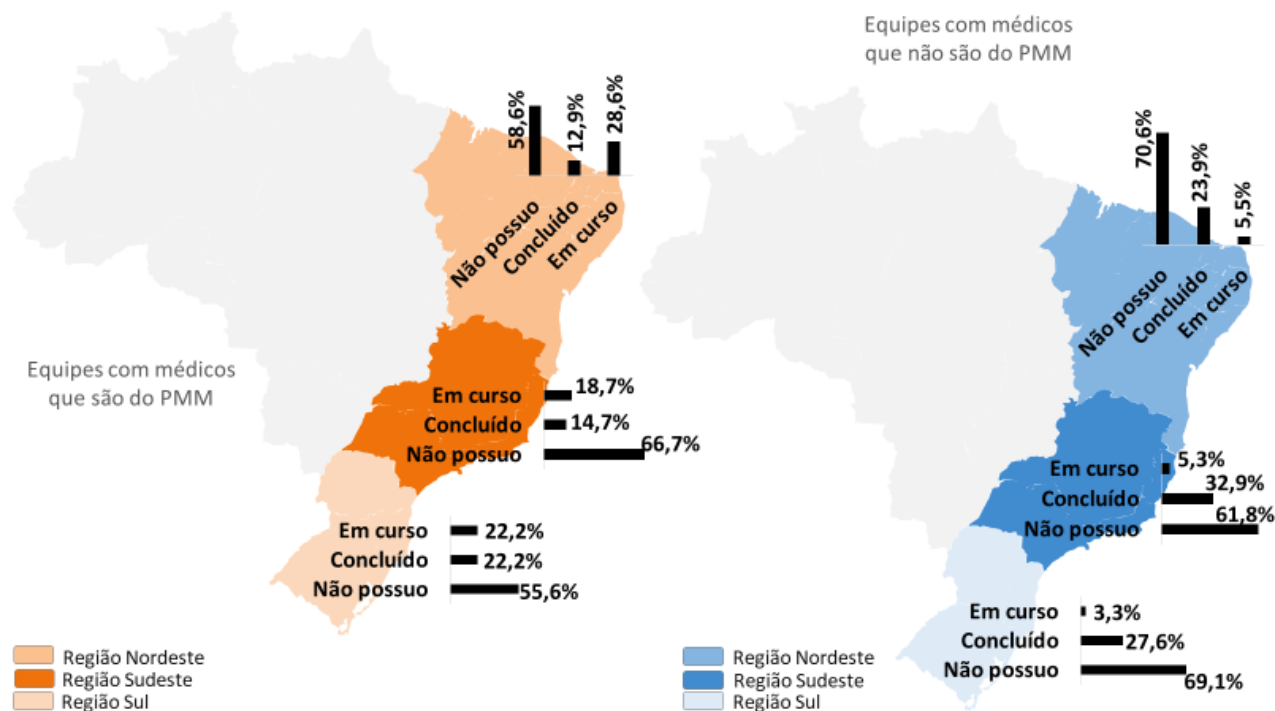 Equipes com médicos
que são do PMM
58,6%
12,9%
28,6%
Não possuo
Concluído
Em curso
Em curso
18,7%
Concluído
14,7%
Não possuo
66,7%
Em curso
22,2%
Concluído
22,2%
Não possuo
55,6%
Região Nordeste
Região Sudeste
Região Sul
Equipes com médicos
que não são do PMM
70,6%
23,9%
5,5%
Não possuo
Concluído
Em curso
Em curso
5,3%
Concluído
32,9%
Não possuo
61,8%
Em curso
3,3%
Concluído
27,6%
Não possuo
69,1%
Região Nordeste
Região Sudeste
Região Sul